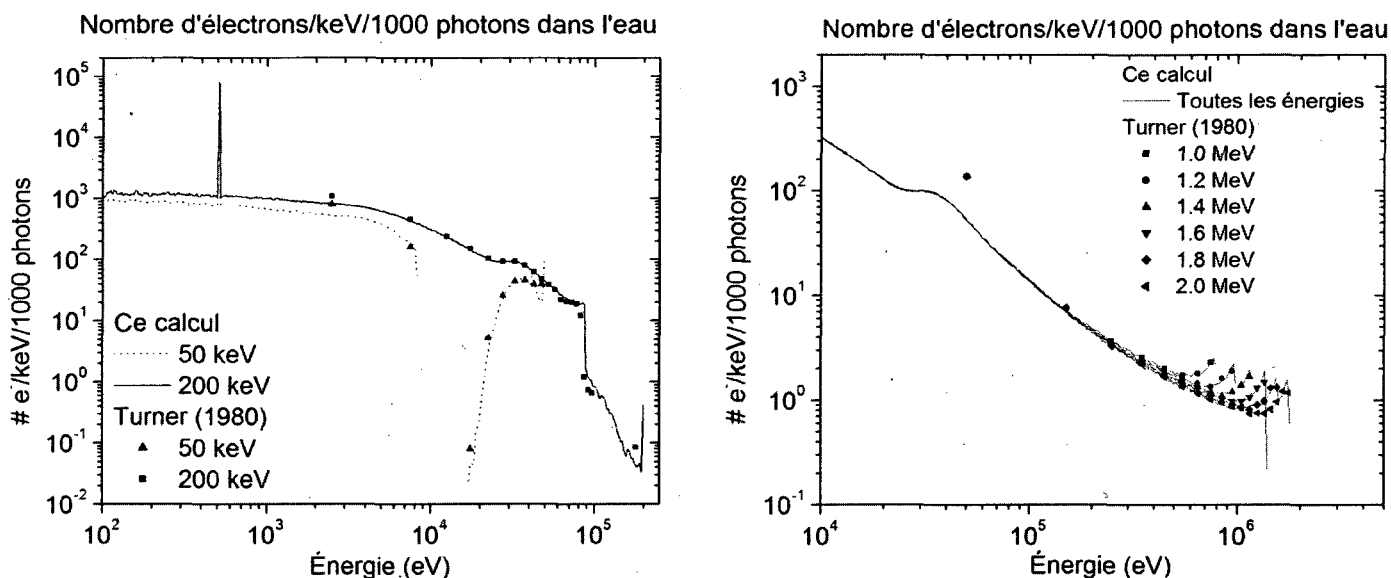 Nombre d'électrons/keV/1000 photons dans l'eau
10^5
10^4
10^3
10^2
10^1
10^0
10^-1
10^-2
# e^-/keV/1000 photons
Ce calcul
50 keV
200 keV
Turner (1980)
50 keV
200 keV
10^2
10^3
10^4
10^5
Énergie (eV)
Nombre d'électrons/keV/1000 photons dans l'eau
10^3
10^2
10^1
10^0
10^-1
# e^-/keV/1000 photons
Ce calcul
Toutes les énergies
Turner (1980)
1.0 MeV
1.2 MeV
1.4 MeV
1.6 MeV
1.8 MeV
2.0 MeV
10^4
10^5
10^6
Énergie (eV)